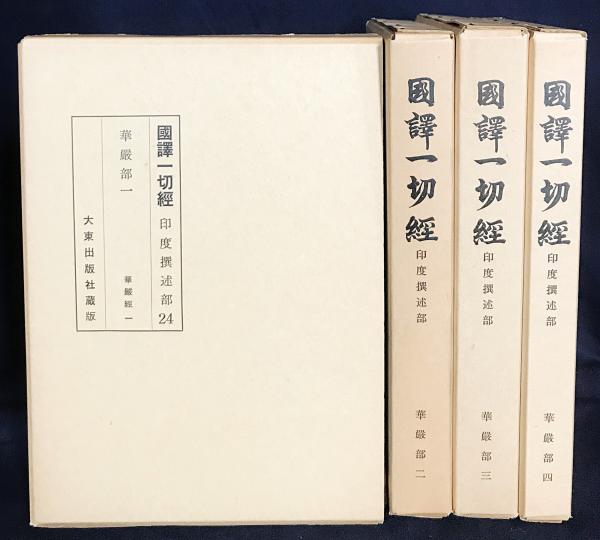 國譯一切經 印度撰述部 24
華嚴部一 華嚴經一
大東出版社蔵版
國譯一切經 印度撰述部 華嚴部二
國譯一切經 印度撰述部 華嚴部三
國譯一切經 印度撰述部 華嚴部四